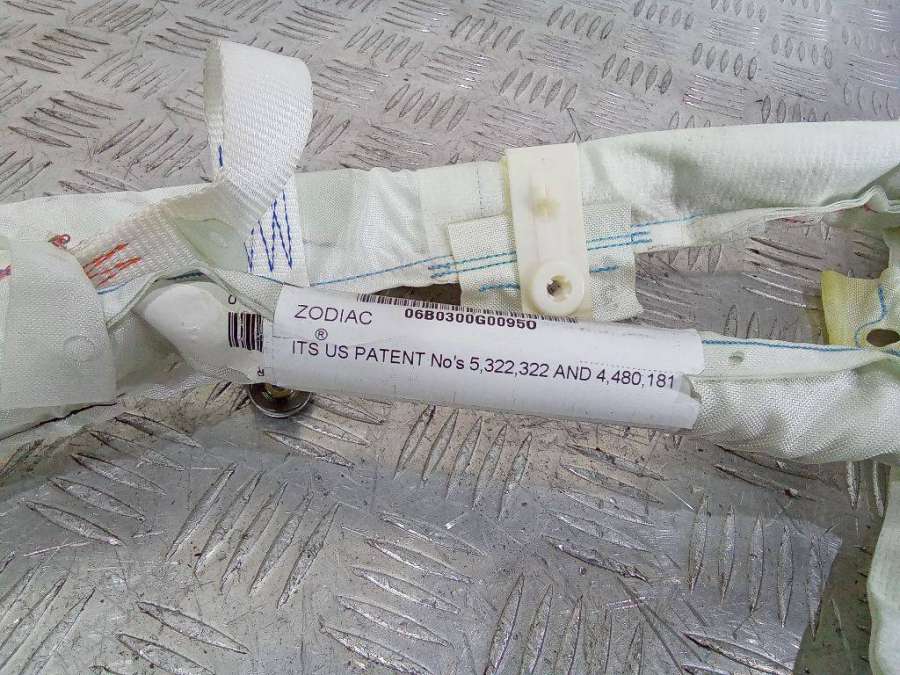 ZODIAC 06B0300G00950
®
ITS US PATENT No's 5,322,322 AND 4,480,181